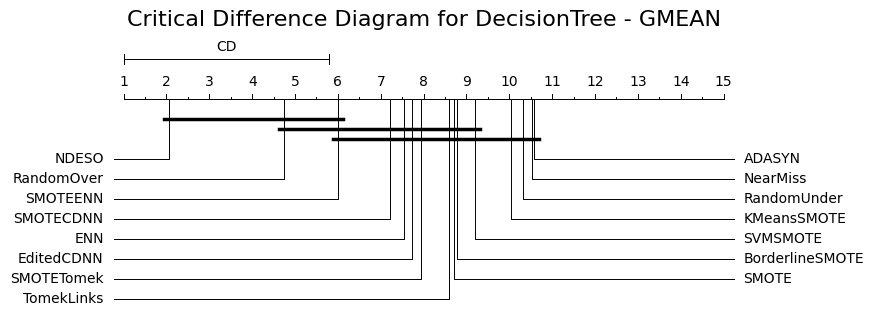 Critical Difference Diagram for DecisionTree - GMEAN
CD
1 2 3 4 5 6 7 8 9 10 11 12 13 14 15
NDESO
RandomOver
SMOTEENN
SMOTECDNN
ENN
EditedCDNN
SMOTETomek
TomekLinks
ADASYN
NearMiss
RandomUnder
KMeansSMOTE
SVMSMOTE
BorderlineSMOTE
SMOTE